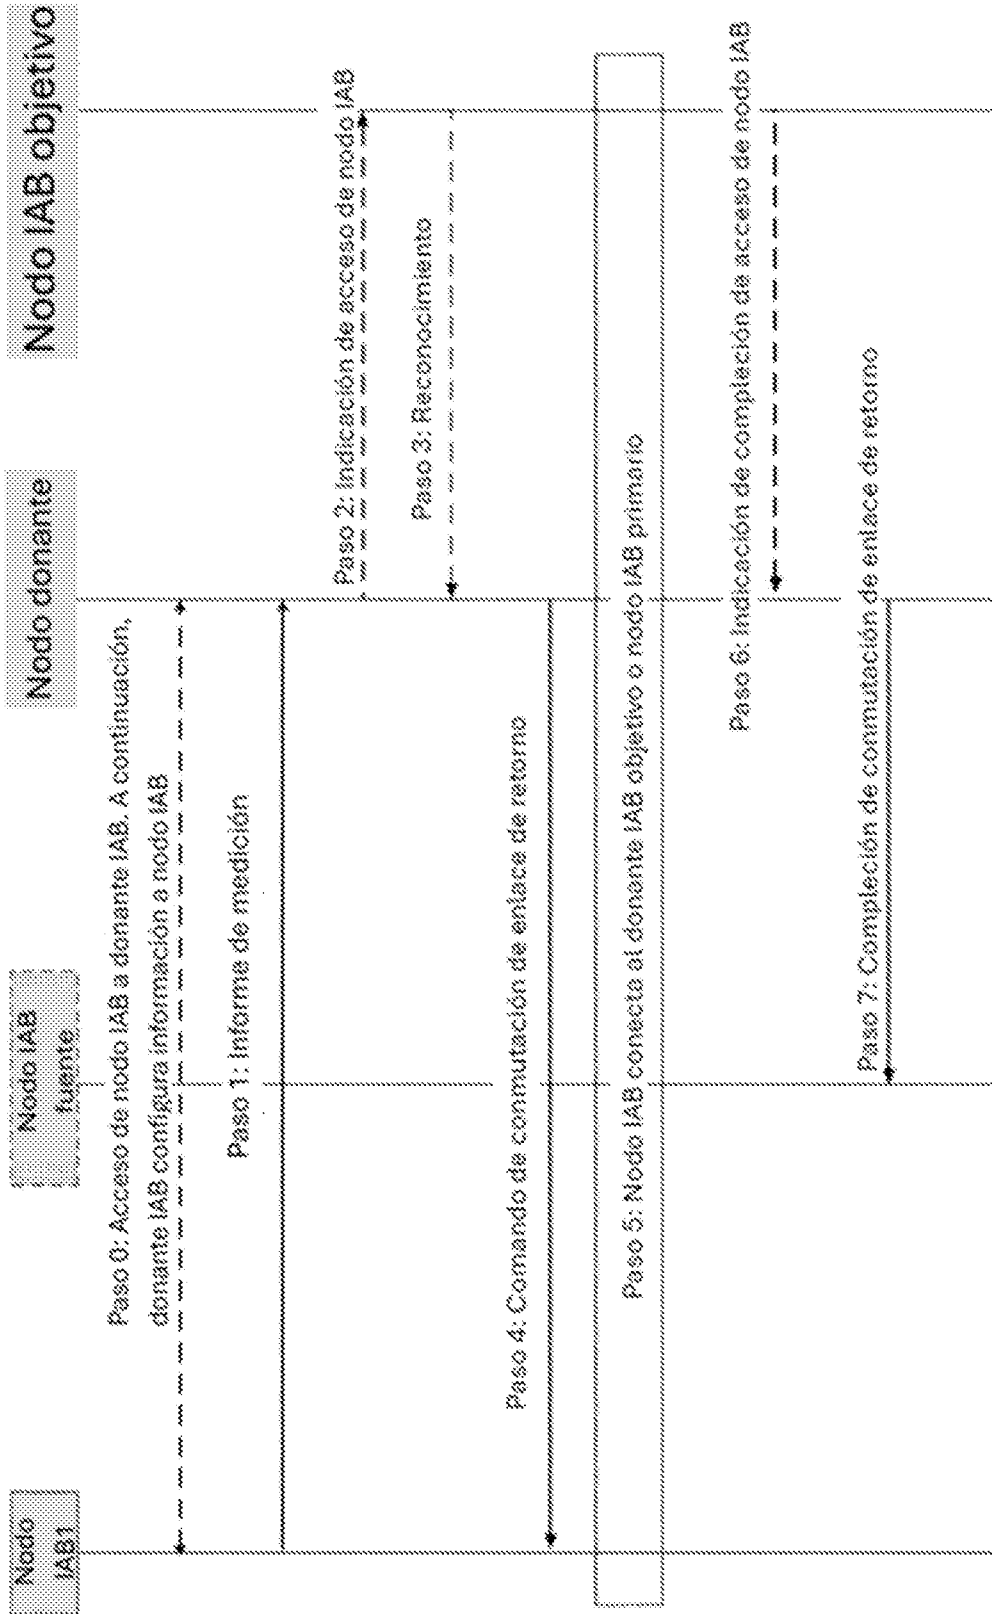 Nodo
IAB1
Nodo IAB
fuente
Nodo donante
Nodo IAB objetivo
Paso 0: Acceso de nodo IAB a donante IAB. A continuación,
donante IAB configura información a nodo IAB
Paso 1: Informe de medición
Paso 2: Indicación de acceso de nodo IAB
Paso 3: Reconocimiento
Paso 4: Comando de conmutación de enlace de retorno
Paso 5: Nodo IAB conecta al donante IAB objetivo o nodo IAB primario
Paso 6: Indicación de compleción de acceso de nodo IAB
Paso 7: Compleción de conmutación de enlace de retorno